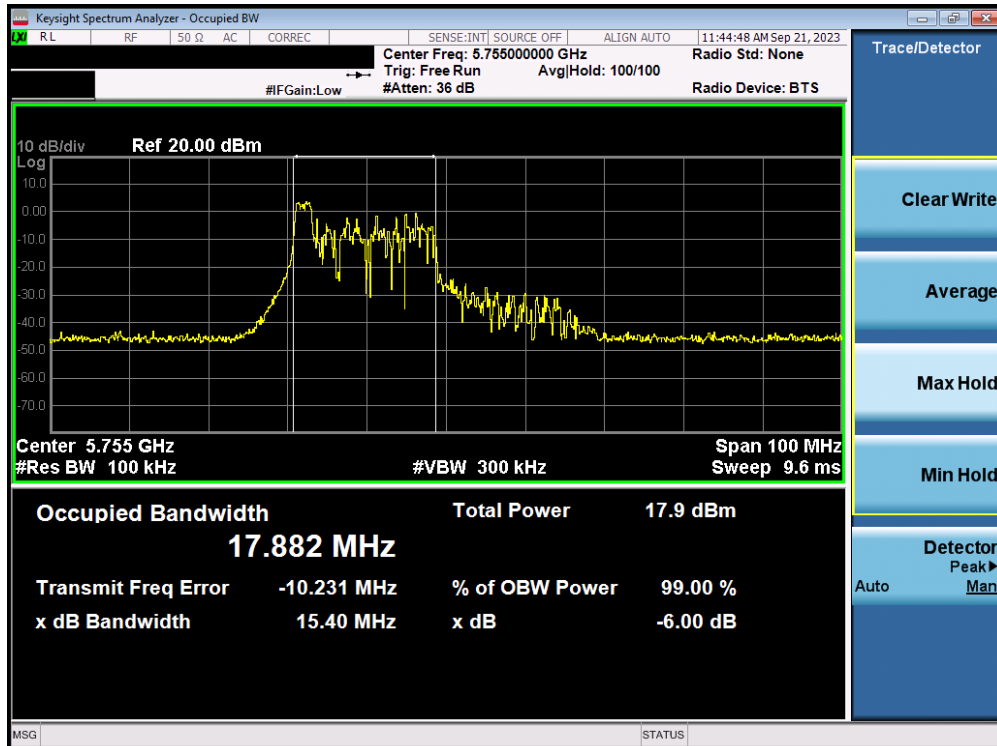 Keysight Spectrum Analyzer - Occupied BW
LXI RL RF 50 Ω AC CORREC SENSE:INT SOURCE OFF ALIGN AUTO 11:44:48 AM Sep 21, 2023
Center Freq: 5.755000000 GHz Radio Std: None
Trig: Free Run Avg|Hold: 100/100
#IFGain:Low #Atten: 36 dB Radio Device: BTS
10 dB/div Ref 20.00 dBm
Log
10.0
0.00
-10.0
-20.0
-30.0
-40.0
-50.0
-60.0
-70.0
Center 5.755 GHz Span 100 MHz
#Res BW 100 kHz #VBW 300 kHz Sweep 9.6 ms
Occupied Bandwidth Total Power 17.9 dBm
17.882 MHz
Transmit Freq Error -10.231 MHz % of OBW Power 99.00 %
x dB Bandwidth 15.40 MHz x dB -6.00 dB
MSG STATUS
Trace/Detector
Clear Write
Average
Max Hold
Min Hold
Detector
Peak▶
Auto Man